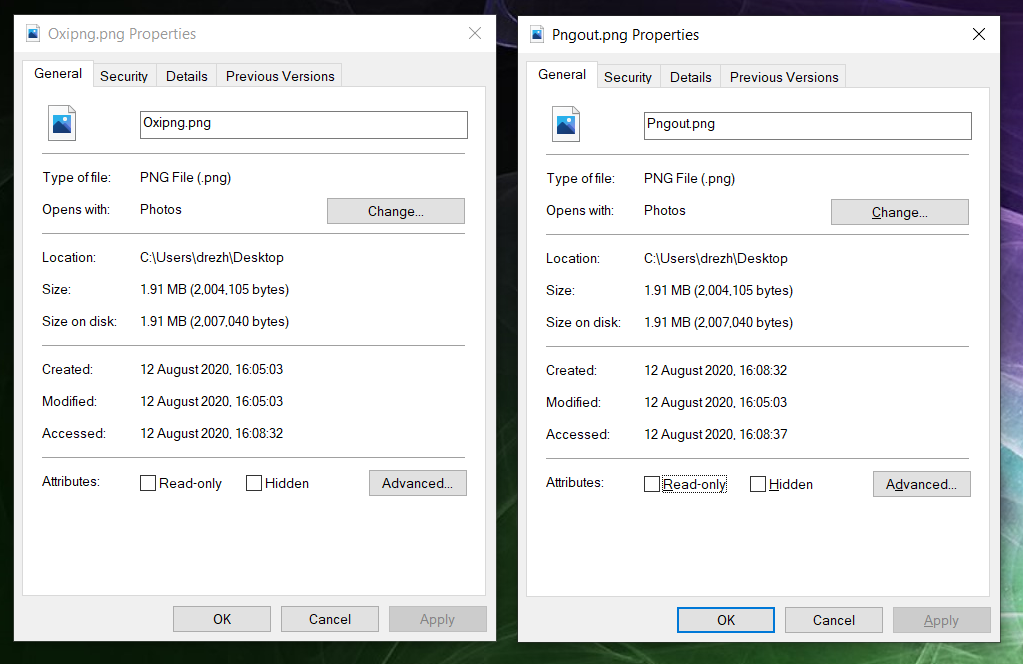 Oxipng.png Properties
General Security Details Previous Versions
Oxipng.png
Type of file: PNG File (.png)
Opens with: Photos Change...
Location: C:\Users\drezh\Desktop
Size: 1.91 MB (2,004,105 bytes)
Size on disk: 1.91 MB (2,007,040 bytes)
Created: 12 August 2020, 16:05:03
Modified: 12 August 2020, 16:05:03
Accessed: 12 August 2020, 16:08:32
Attributes: Read-only Hidden Advanced...
OK Cancel Apply
Pngout.png Properties
General Security Details Previous Versions
Pngout.png
Type of file: PNG File (.png)
Opens with: Photos Change...
Location: C:\Users\drezh\Desktop
Size: 1.91 MB (2,004,105 bytes)
Size on disk: 1.91 MB (2,007,040 bytes)
Created: 12 August 2020, 16:08:32
Modified: 12 August 2020, 16:05:03
Accessed: 12 August 2020, 16:08:37
Attributes: Read-only Hidden Advanced...
OK Cancel Apply